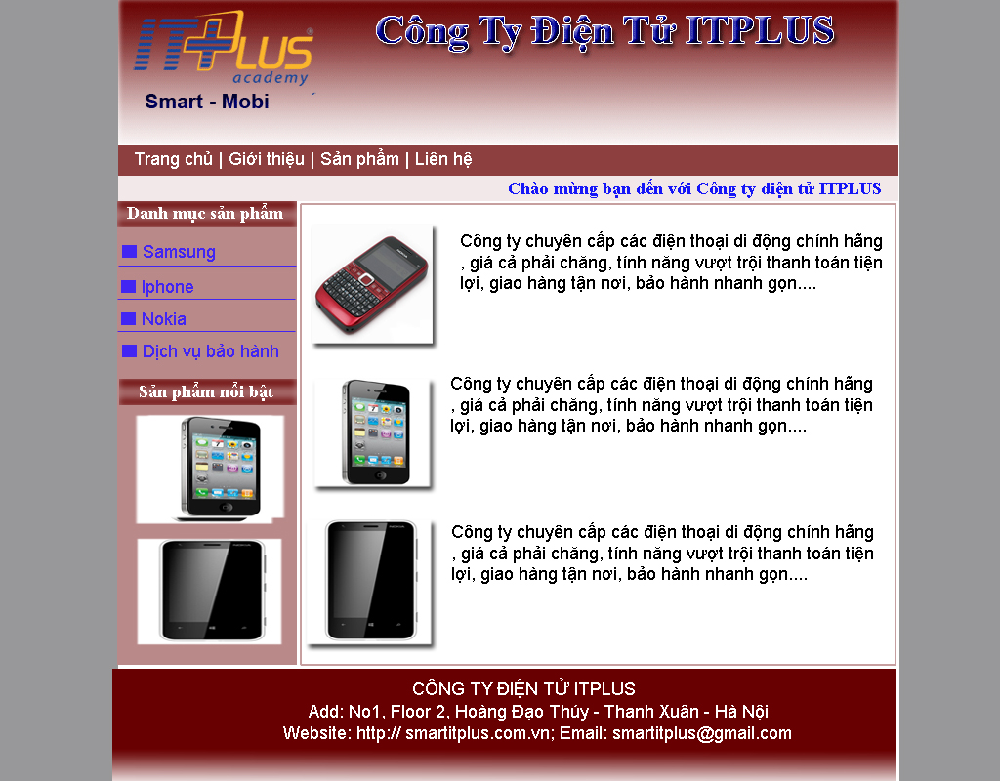 ITPLUS®
academy
Smart - Mobi
Công Ty Điện Tử ITPLUS
Trang chủ | Giới thiệu | Sản phẩm | Liên hệ
Chào mừng bạn đến với Công ty điện tử ITPLUS
Danh mục sản phẩm
Samsung
Iphone
Nokia
Dịch vụ bảo hành
Sản phẩm nổi bật
Công ty chuyên cấp các điện thoại di động chính hãng
, giá cả phải chăng, tính năng vượt trội thanh toán tiện
lợi, giao hàng tận nơi, bảo hành nhanh gọn....
Công ty chuyên cấp các điện thoại di động chính hãng
, giá cả phải chăng, tính năng vượt trội thanh toán tiện
lợi, giao hàng tận nơi, bảo hành nhanh gọn....
Công ty chuyên cấp các điện thoại di động chính hãng
, giá cả phải chăng, tính năng vượt trội thanh toán tiện
lợi, giao hàng tận nơi, bảo hành nhanh gọn....
CÔNG TY ĐIỆN TỬ ITPLUS
Add: No1, Floor 2, Hoàng Đạo Thúy - Thanh Xuân - Hà Nội
Website: http:// smartitplus.com.vn; Email: smartitplus@gmail.com